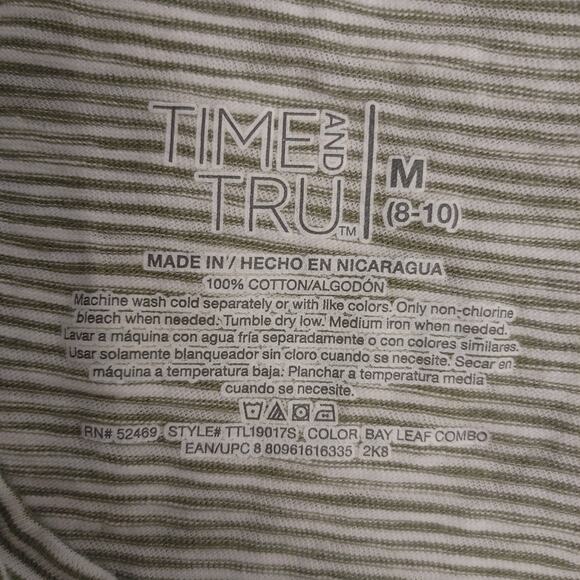 TIME AND TRU™
M
(8-10)
MADE IN / HECHO EN NICARAGUA
100% COTTON/ALGODÓN
Machine wash cold separately or with like colors. Only non-chlorine
bleach when needed. Tumble dry low. Medium iron when needed.
Lavar a máquina con agua fría separadamente o con colores similares.
Usar solamente blanqueador sin cloro cuando se necesite. Secar en
máquina a temperatura baja. Planchar a temperatura media
cuando se necesite.
RN# 52469 STYLE# TTL19017S COLOR BAY LEAF COMBO
EAN/UPC 8 80961616335 2K8